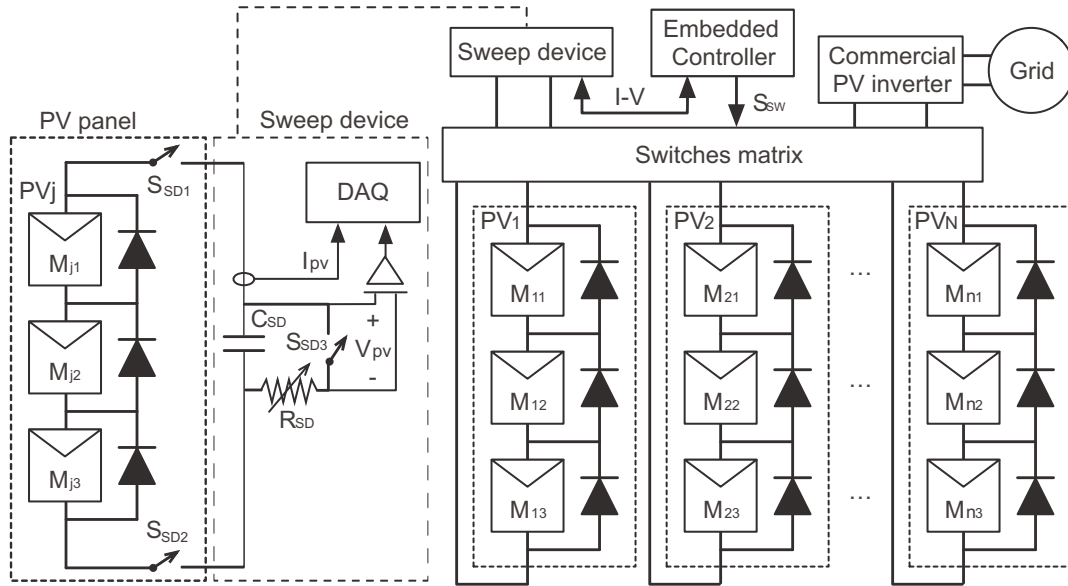 Sweep device
Embedded
Controller
Commercial
PV inverter
Grid
I-V
SSW
PV panel
Sweep device
Switches matrix
SSD1
PVj
DAQ
Mj1
Ipv
CSD
SSD3
+
Vpv
-
Mj2
RSD
Mj3
SSD2
PV1
PV2
PVN
M11
M21
...
Mn1
M12
M22
...
Mn2
M13
M23
...
Mn3